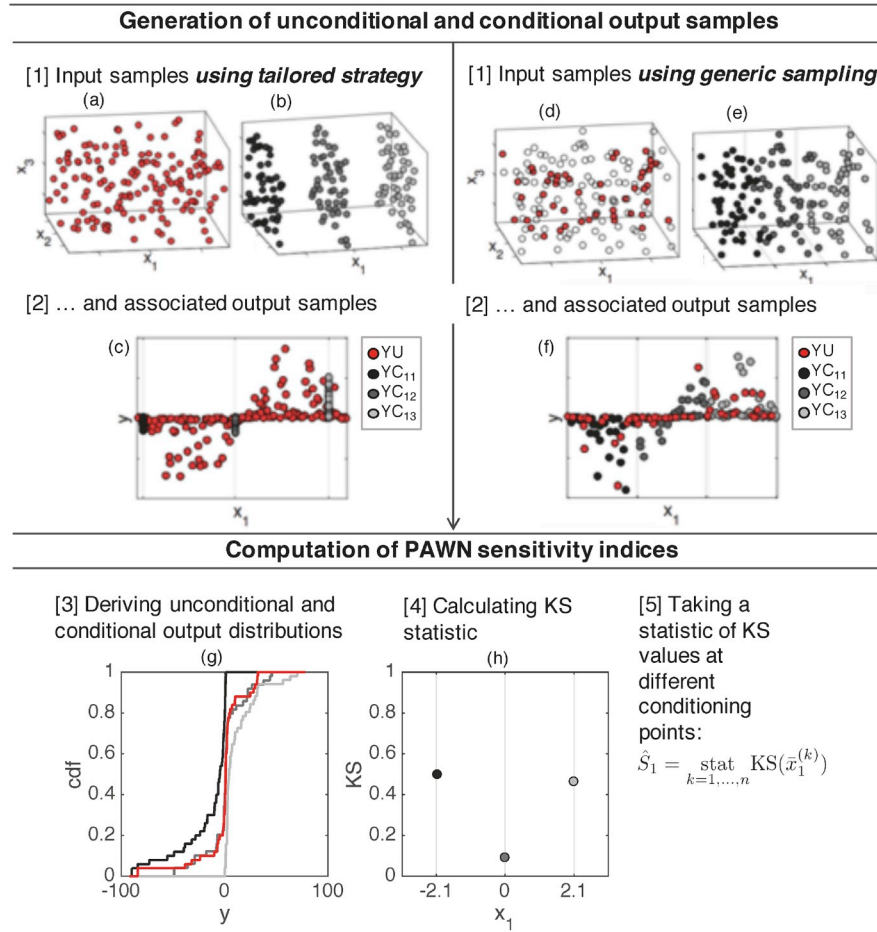 Generation of unconditional and conditional output samples
[1] Input samples using tailored strategy
(a)
(b)
x3
x2
x1
x1
[2] … and associated output samples
(c)
y
x1
YU
YC11
YC12
YC13
[1] Input samples using generic sampling
(d)
(e)
x3
x2
x1
x1
[2] … and associated output samples
(f)
y
x1
YU
YC11
YC12
YC13
Computation of PAWN sensitivity indices
[3] Deriving unconditional and
conditional output distributions
(g)
1
0.8
0.6
0.4
0.2
0
cdf
-100
0
100
y
[4] Calculating KS
statistic
(h)
1
0.8
0.6
0.4
0.2
0
KS
-2.1
0
2.1
x1
[5] Taking a
statistic of KS
values at
different
conditioning
points:
Ŝ1 = stat KS(x̄1^(k))
k=1,...,n